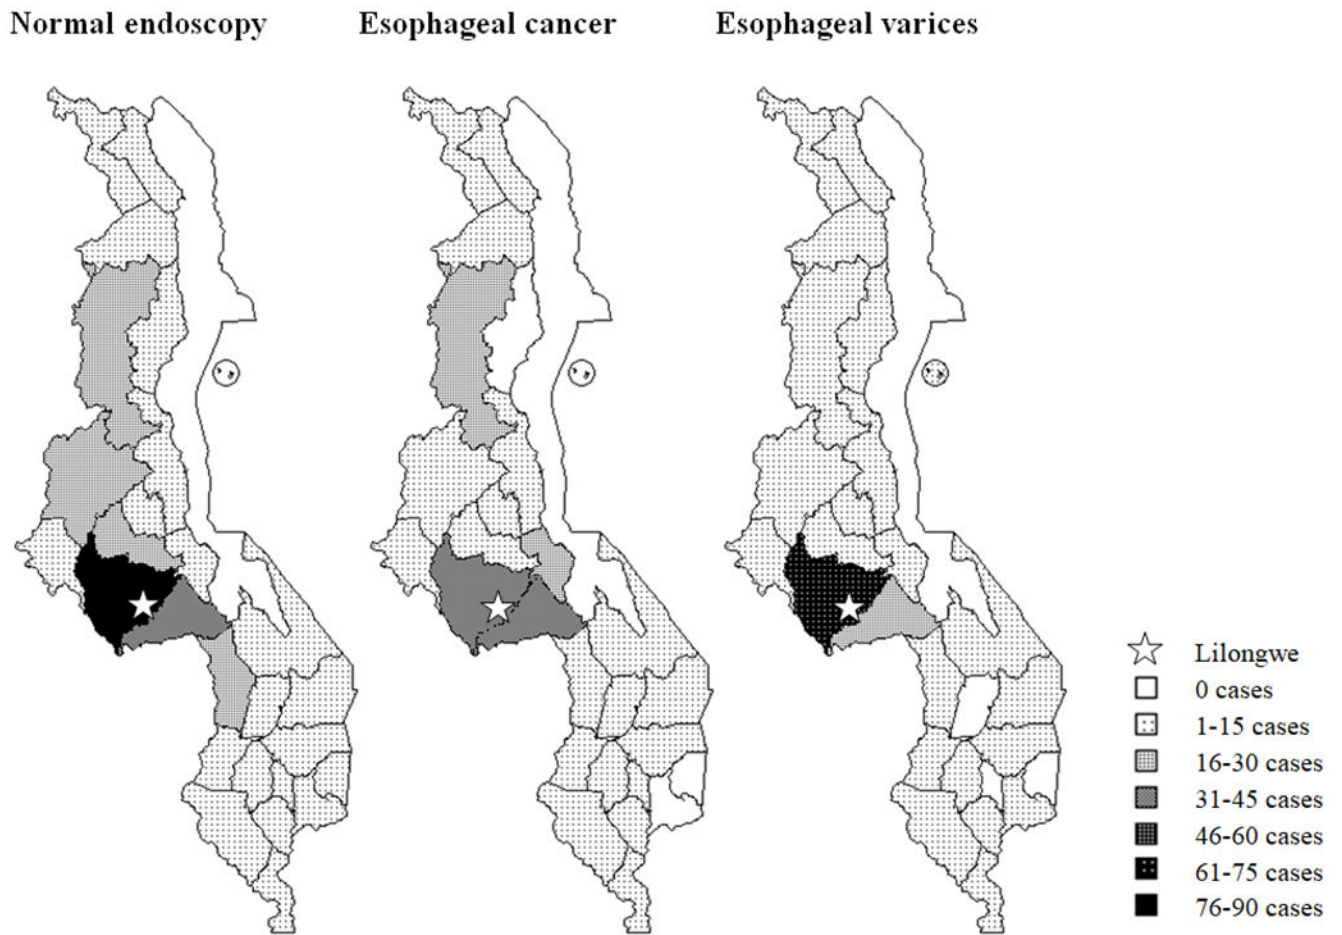 Normal endoscopy
Esophageal cancer
Esophageal varices
Lilongwe
0 cases
1-15 cases
16-30 cases
31-45 cases
46-60 cases
61-75 cases
76-90 cases